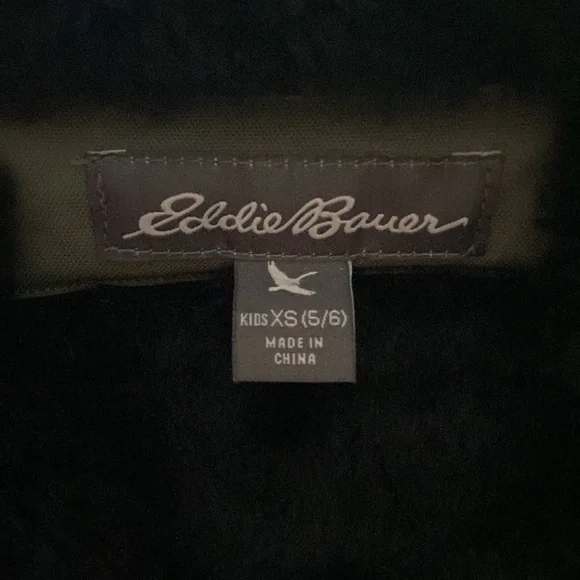 Eddie Bauer
KIDS XS (5/6)
MADE IN
CHINA